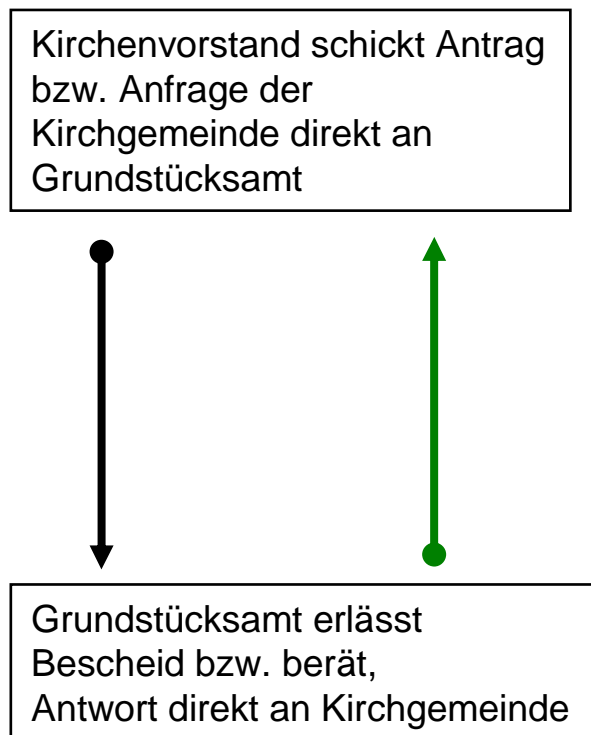 Kirchenvorstand schickt Antrag
bzw. Anfrage der
Kirchgemeinde direkt an
Grundstücksamt
Grundstücksamt erlässt
Bescheid bzw. berät,
Antwort direkt an Kirchgemeinde